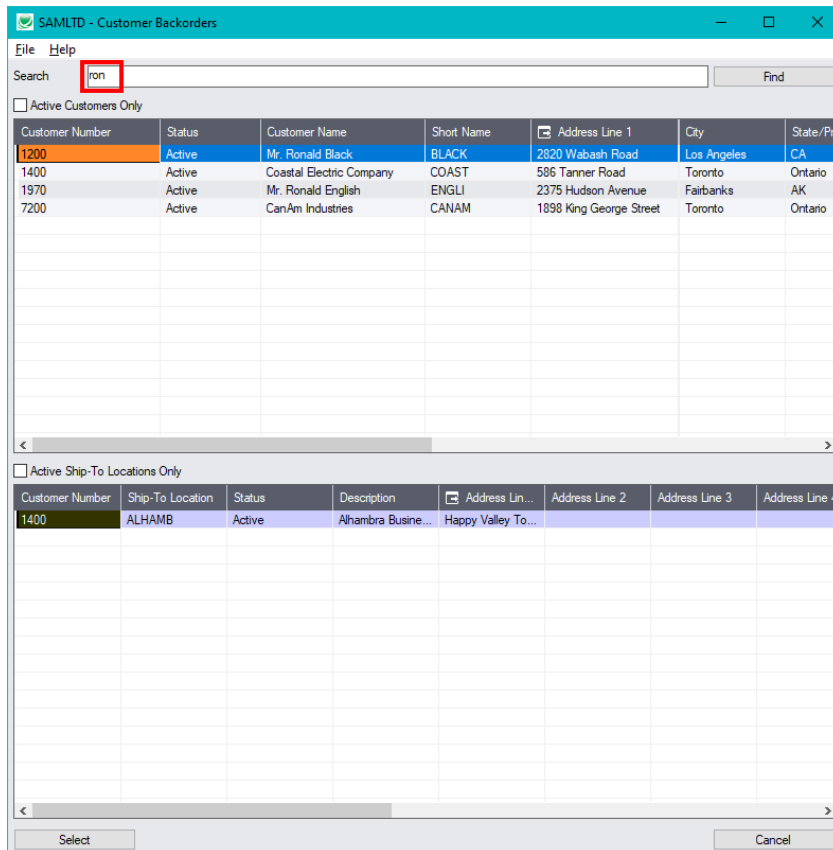 SAMLTD - Customer Backorders
File Help
Search ron Find
Active Customers Only
Customer Number Status Customer Name Short Name Address Line 1 City State/Pr
1200 Active Mr. Ronald Black BLACK 2820 Wabash Road Los Angeles CA
1400 Active Coastal Electric Company COAST 586 Tanner Road Toronto Ontario
1970 Active Mr. Ronald English ENGLI 2375 Hudson Avenue Fairbanks AK
7200 Active CanAm Industries CANAM 1898 King George Street Toronto Ontario
Active Ship-To Locations Only
Customer Number Ship-To Location Status Description Address Lin... Address Line 2 Address Line 3 Address Line 4
1400 ALHAMB Active Alhambra Busine... Happy Valley To...
Select Cancel